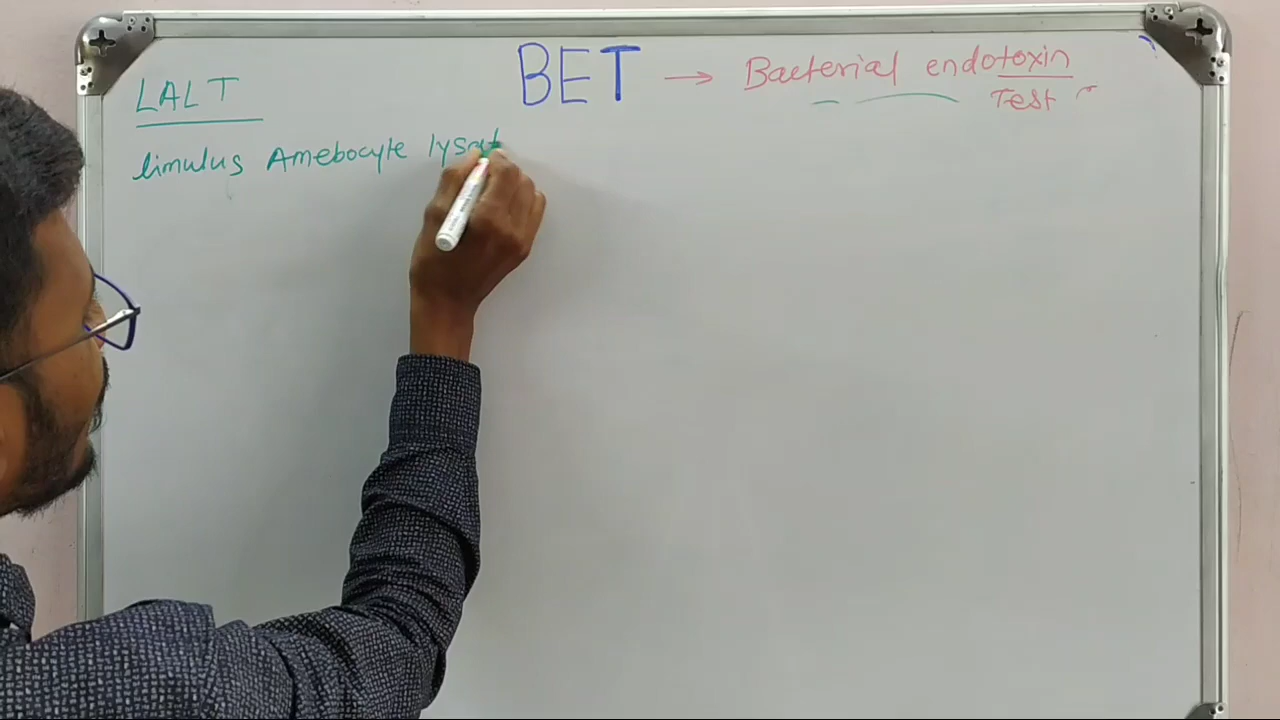 BET → Bacterial endotoxin
Test
LALT
limulus Amebocyte lysat